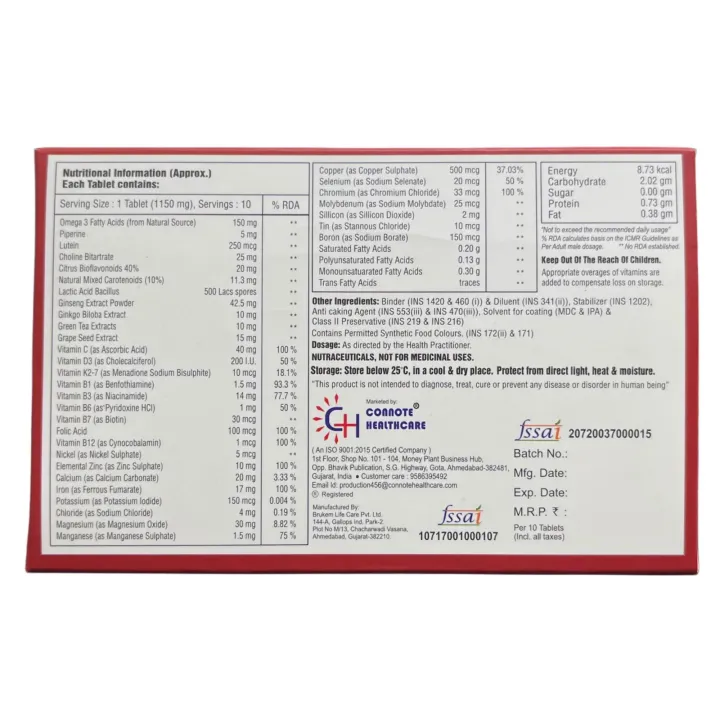 Nutritional Information (Approx.)
Each Tablet contains:
Serving Size : 1 Tablet (1150 mg), Servings : 10 % RDA
Omega 3 Fatty Acids (from Natural Source) 150 mg **
Piperine 5 mg **
Lutein 250 mcg **
Choline Bitartrate 25 mg **
Citrus Bioflavonoids 40% 20 mg **
Natural Mixed Carotenoids (10%) 11.3 mg **
Lactic Acid Bacillus 500 Lacs spores **
Ginseng Extract Powder 42.5 mg **
Ginkgo Biloba Extract 10 mg **
Green Tea Extracts 10 mg **
Grape Seed Extract 15 mg **
Vitamin C (as Ascorbic Acid) 40 mg 100 %
Vitamin D3 (as Cholecalciferol) 200 I.U. 50 %
Vitamin K2-7 (as Menadione Sodium Bisulphite) 10 mcg 18.1%
Vitamin B1 (as Benfothiamine) 1.5 mg 93.3 %
Vitamin B3 (as Niacinamide) 14 mg 77.7 %
Vitamin B6 (as'Pyridoxine HCl) 1 mg 50 %
Vitamin B7 (as Biotin) 30 mcg **
Folic Acid 100 mcg 100 %
Vitamin B12 (as Cynocobalamin) 1 mcg 100 %
Nickel (as Nickel Sulphate) 5 mcg **
Elemental Zinc (as Zinc Sulphate) 10 mg 100 %
Calcium (as Calcium Carbonate) 20 mg 3.33 %
Iron (as Ferrous Fumarate) 17 mg 100 %
Potassium (as Potassium Iodide) 150 mcg 0.004 %
Chloride (as Sodium Chloride) 4 mg 0.19 %
Magnesium (as Magnesium Oxide) 30 mg 8.82 %
Manganese (as Manganese Sulphate) 1.5 mg 75 %
Copper (as Copper Sulphate) 500 mcg 37.03%
Selenium (as Sodium Selenate) 20 mcg 50 %
Chromium (as Chromium Chloride) 33 mcg 100 %
Molybdenum (as Sodium Molybdate) 25 mcg **
Sillicon (as Sillicon Dioxide) 2 mg **
Tin (as Stannous Chloride) 10 mcg **
Boron (as Sodium Borate) 150 mcg **
Saturated Fatty Acids 0.20 g **
Polyunsaturated Fatty Acids 0.13 g **
Monounsatuarated Fatty Acids 0.30 g **
Trans Fatty Acids traces **
Energy 8.73 kcal
Carbohydrate 2.02 gm
Sugar 0.00 gm
Protein 0.73 gm
Fat 0.38 gm
"Not to exceed the recommended daily usage"
% RDA calculates basis on the ICMR Guidelines as
Per Adult male dosage. ** No RDA established.
Keep Out Of The Reach Of Children.
Appropriate overages of vitamins are
added to compensate loss on storage.
Other Ingredients: Binder (INS 1420 & 460 (i)) & Diluent (INS 341(ii)), Stabilizer (INS 1202),
Anti caking Agent (INS 553(iii) & INS 470(iii)), Solvent for coating (MDC & IPA) &
Class II Preservative (INS 219 & INS 216)
Contains Permitted Synthetic Food Colours. (INS 172(ii) & 171)
Dosage: As directed by the Health Practitioner.
NUTRACEUTICALS, NOT FOR MEDICINAL USES.
Storage: Store below 25°C, in a cool & dry place. Protect from direct light, heat & moisture.
"This product is not intended to diagnose, treat, cure or prevent any disease or disorder in human being"
Marketed by:
CH CONNOTE®
HEALTHCARE
( An ISO 9001:2015 Certified Company )
1st Floor, Shop No. 101 - 104, Money Plant Business Hub,
Opp. Bhavik Publication, S.G. Highway, Gota, Ahmedabad-382481,
Gujarat, India • Customer care : 9586395492
Email Id: production456@connotehealthcare.com
® Registered
Manufactured By:
Brukem Life Care Pvt. Ltd.
144-A, Gallops Ind. Park-2,
Plot No M/13, Chacharwadi Vasana,
Ahmedabad, Gujarat-382210
fssai
10717001000107
fssai 20720037000015
Batch No.:
Mfg. Date:
Exp. Date:
M.R.P. ₹ :
Per 10 Tablets
(Incl. all taxes)